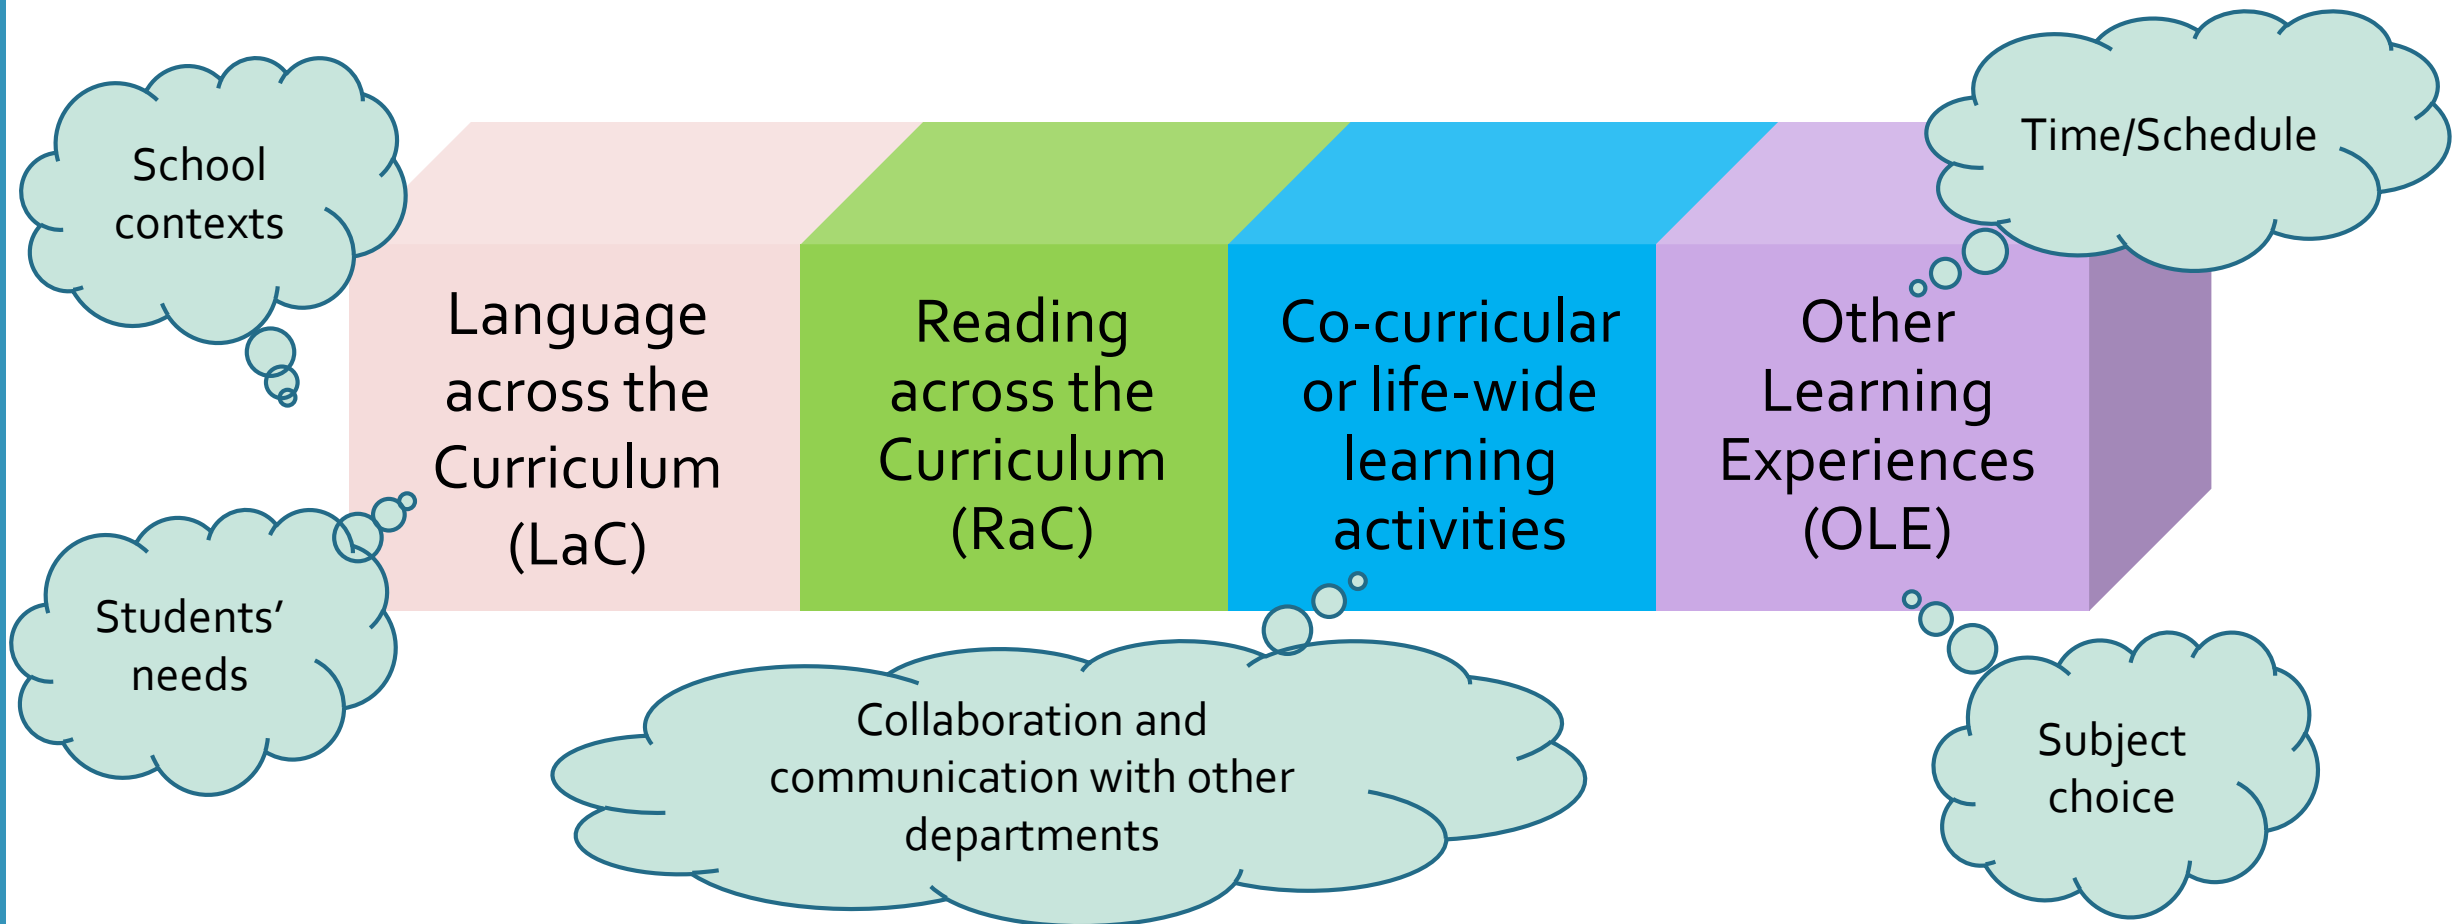 School
contexts
Time/Schedule
Language
across the
Curriculum
(LaC)
Reading
across the
Curriculum
(RaC)
Co-curricular
or life-wide
learning
activities
Other
Learning
Experiences
(OLE)
Students’
needs
Collaboration and
communication with other
departments
Subject
choice